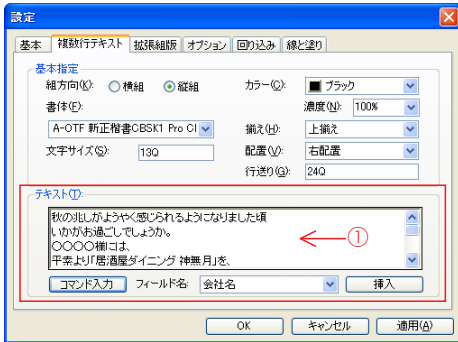 設定
基本 複数行テキスト 拡張組版 オプション 回り込み 線と塗り
基本指定
組方向(K): 横組 縦組 カラー(C): ブラック
書体(F): 濃度(N): 100%
A-OTF 新正楷書CBSK1 Pro Cl 揃え(H): 上揃え
文字サイズ(S): 13Q 配置(V): 右配置
行送り(G): 24Q
テキスト(T):
秋の兆しがようやく感じられるようになりました頃
いかがお過ごしでしょうか。
〇〇〇〇様には、
平素より「居酒屋ダイニング 神無月」を、
①
コマンド入力 フィールド名: 会社名 挿入
OK キャンセル 適用(A)